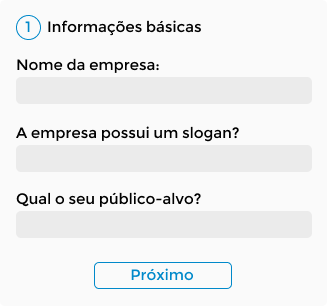 1 Informações básicas
Nome da empresa:
A empresa possui um slogan?
Qual o seu público-alvo?
Próximo